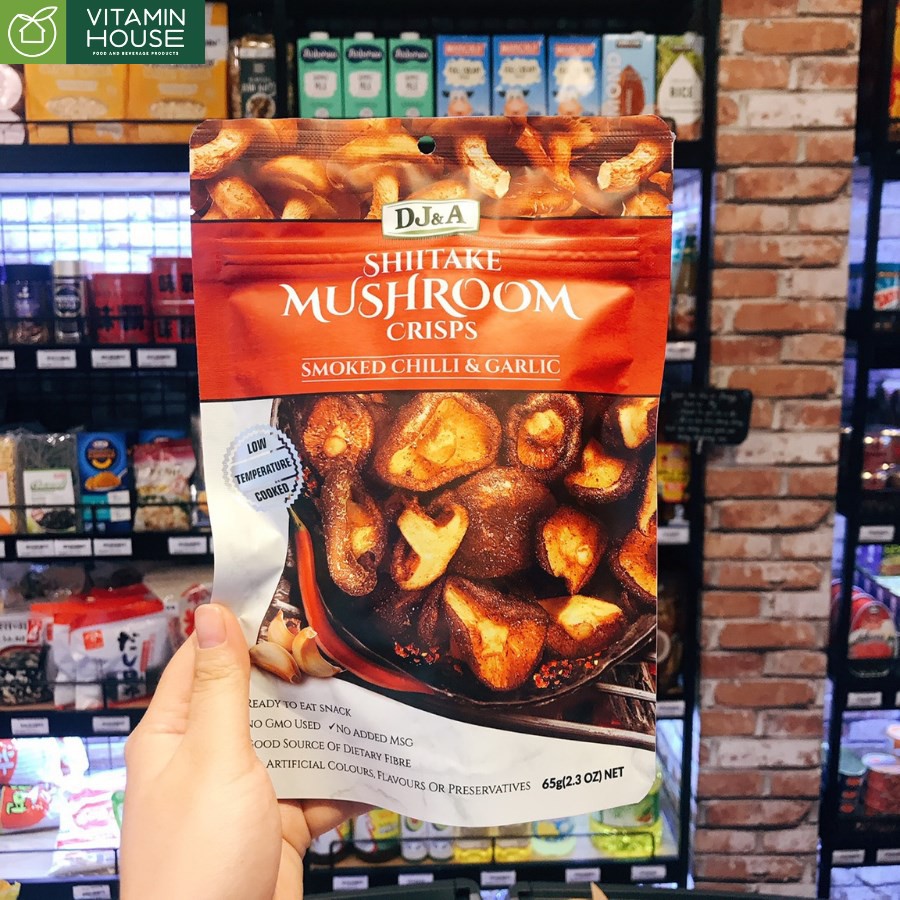 VITAMIN
HOUSE
FOOD AND BEVERAGE PRODUCTS
MOND
RICE
DJ&A
SHIITAKE
MUSHROOM
CRISPS
SMOKED CHILLI & GARLIC
LOW
TEMPERATURE
COOKED
READY TO EAT SNACK
NO GMO USED ✓NO ADDED MSG
GOOD SOURCE OF DIETARY FIBRE
ARTIFICIAL COLOURS, FLAVOURS OR PRESERVATIVES 65g(2.3 OZ) NET